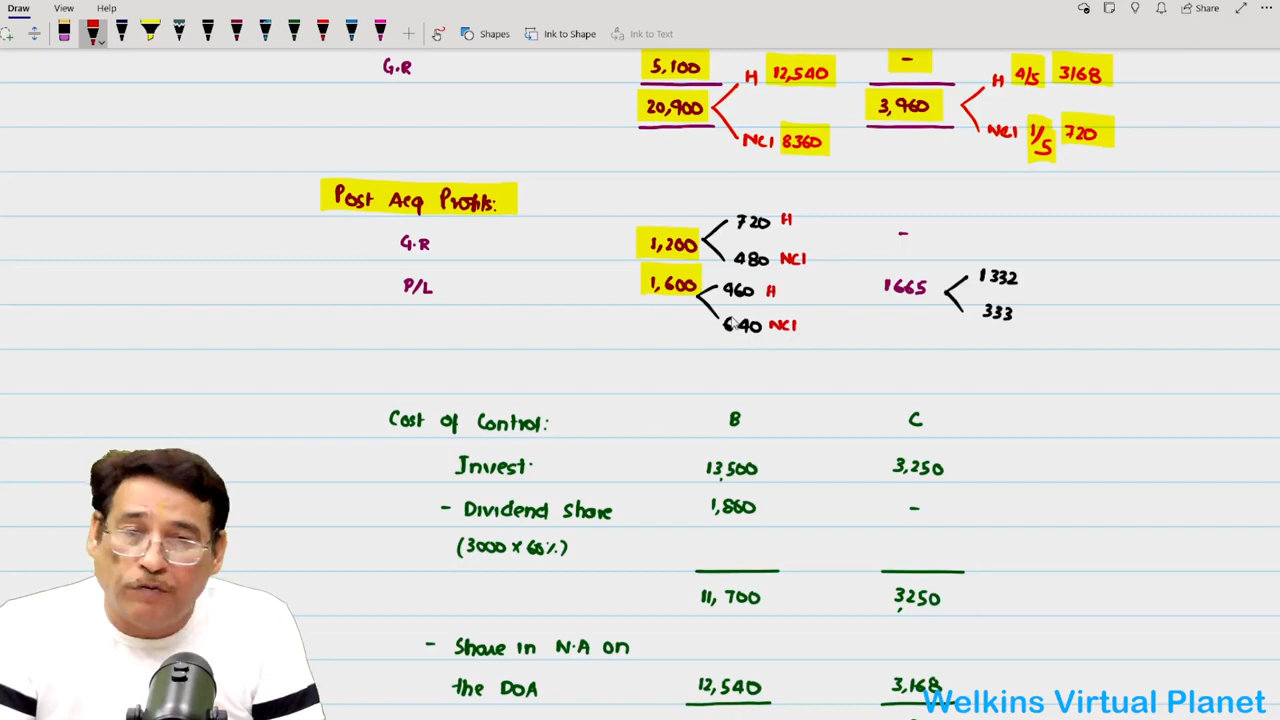 Draw View Help
Share
Shapes Ink to Shape Ink to Text
G.R 5,100 -
H 12,540 H 4/5 3168
20,900 3,960
NCI 8360 NCI 1/5 720
Post Acq Profits:
720 H
G.R 1,200 -
480 NCI
P/L 1,600 460 H 1665 1332
640 NCI 333
Cost of Control: B C
Invest. 13,500 3,250
- Dividend Share 1,860 -
(3000 × 60%)
11,700 3250
- Share in N.A on
the DOA 12,540 3,168
Welkins Virtual Planet